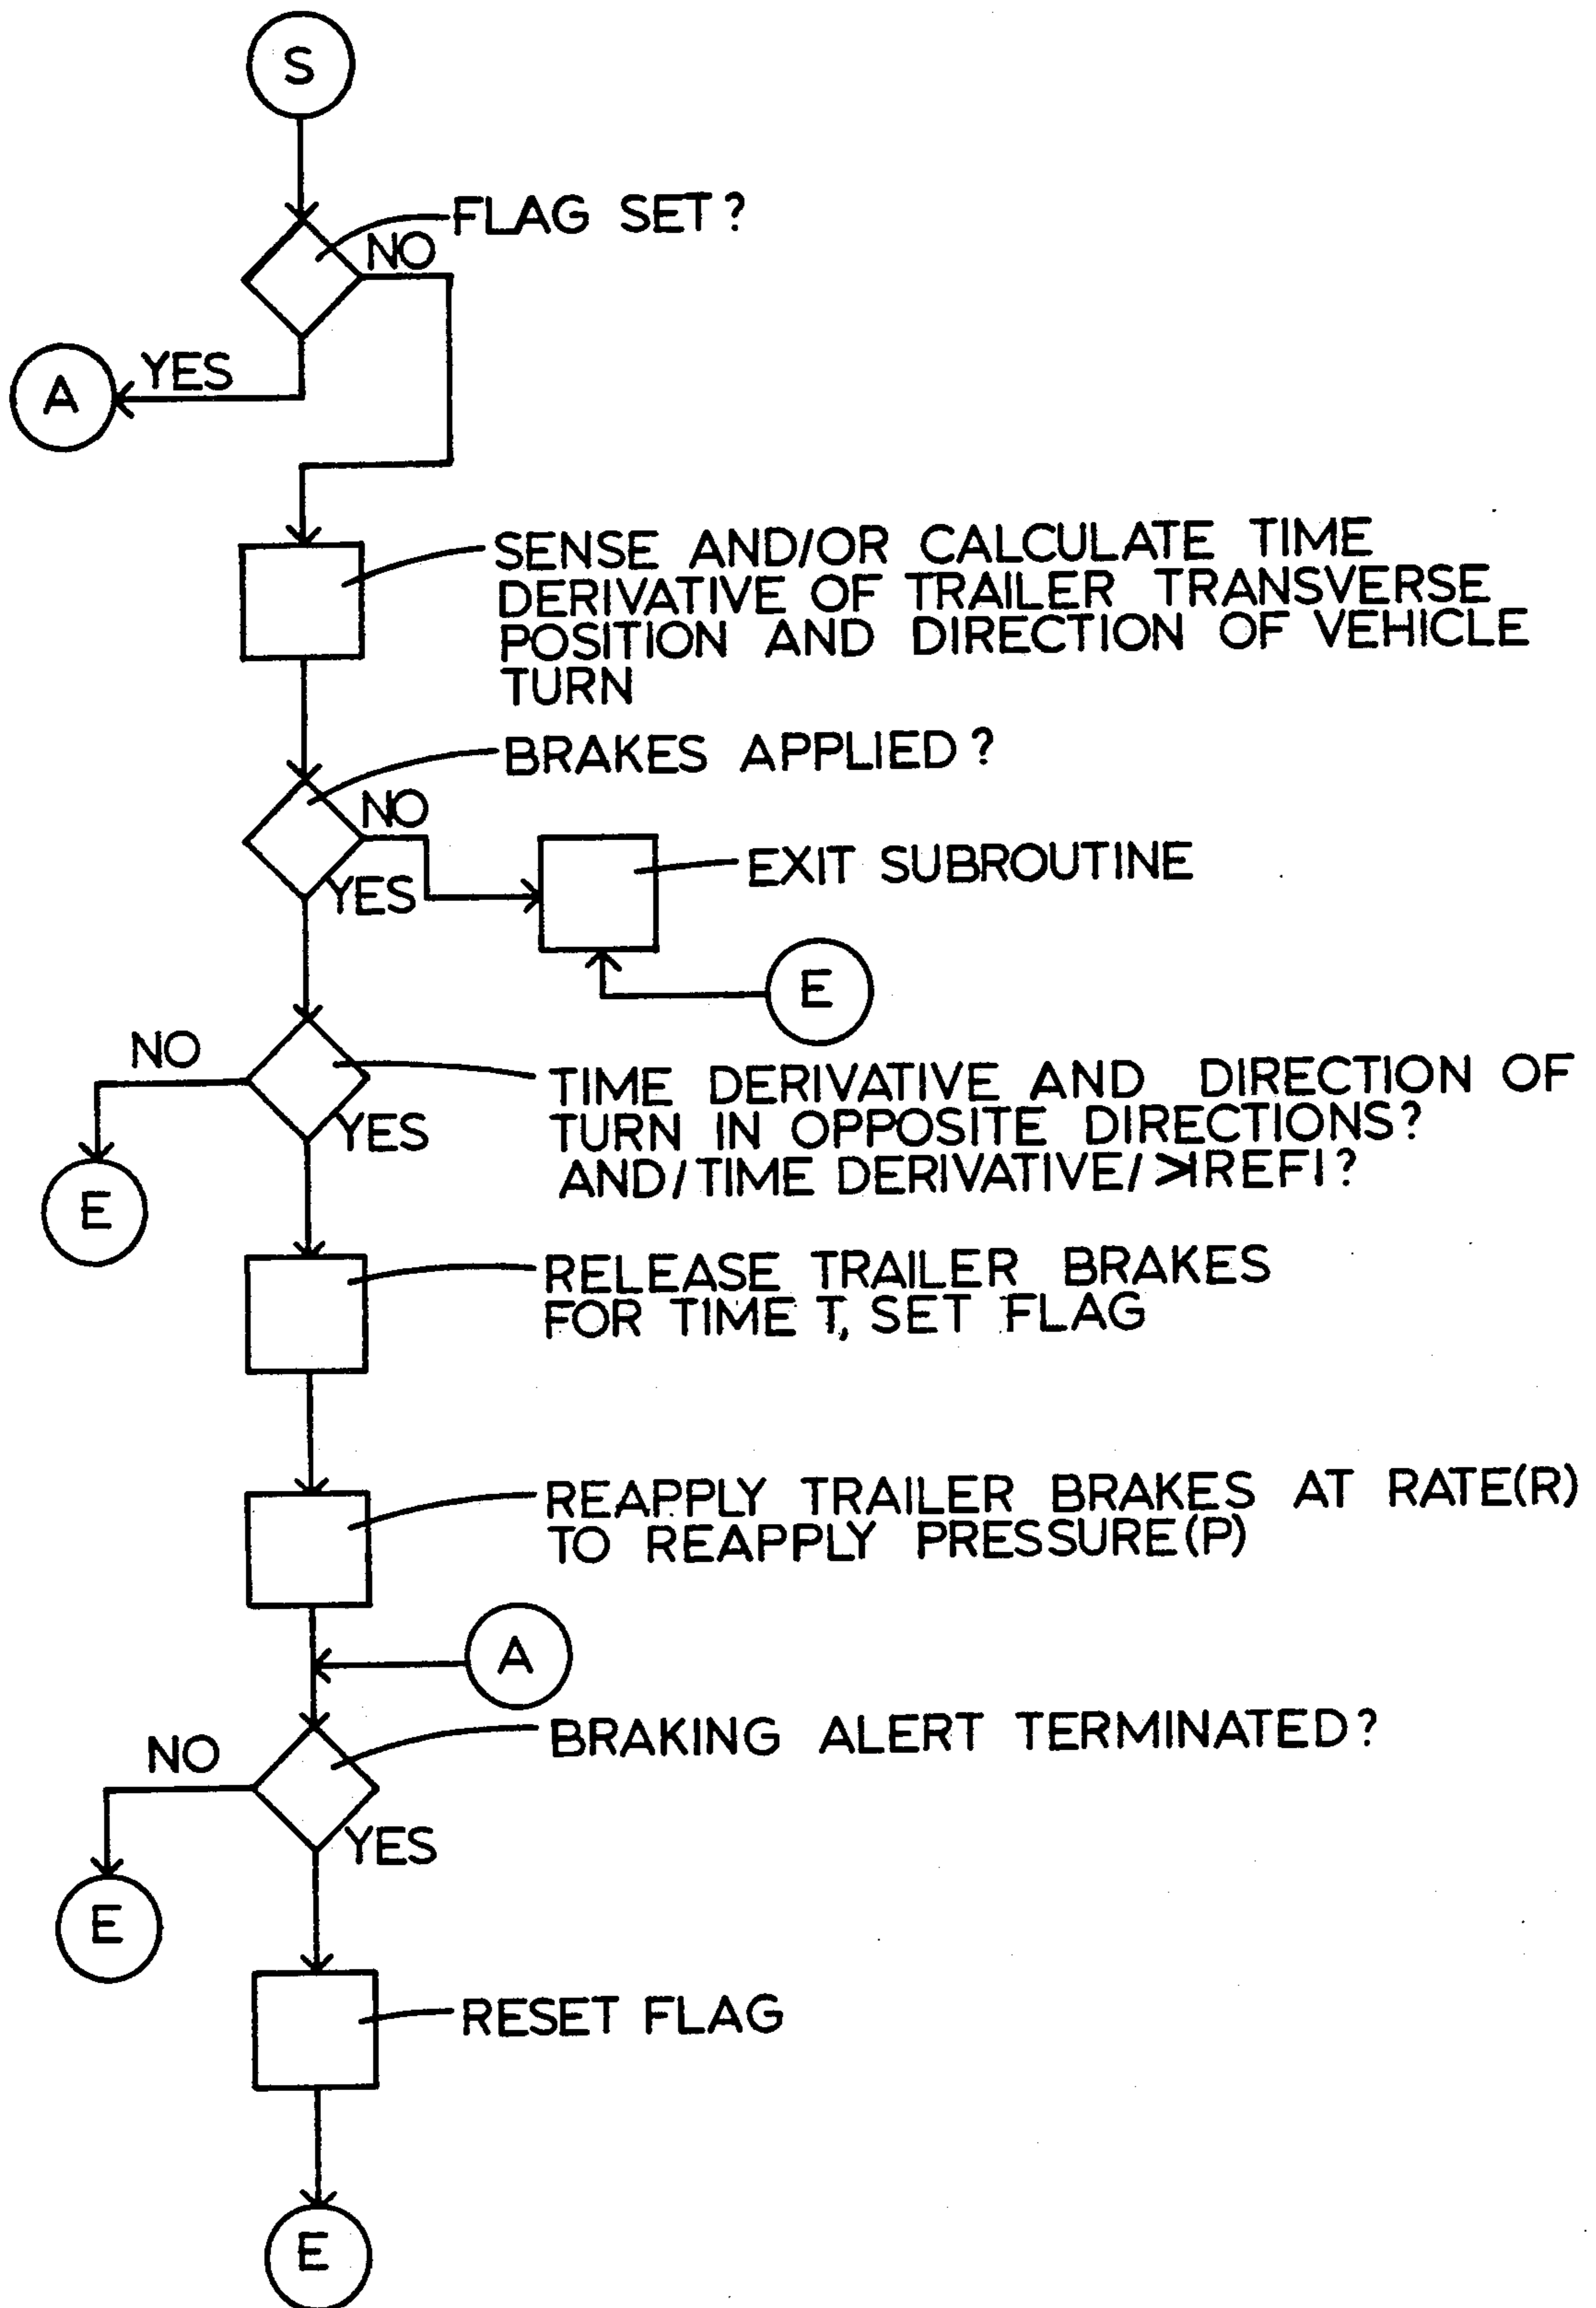 S
FLAG SET?
NO
YES
A
SENSE AND/OR CALCULATE TIME
DERIVATIVE OF TRAILER TRANSVERSE
POSITION AND DIRECTION OF VEHICLE
TURN
BRAKES APPLIED?
NO
YES
EXIT SUBROUTINE
E
NO
TIME DERIVATIVE AND DIRECTION OF
TURN IN OPPOSITE DIRECTIONS?
AND/TIME DERIVATIVE/>|REF|?
YES
E
RELEASE TRAILER BRAKES
FOR TIME T, SET FLAG
REAPPLY TRAILER BRAKES AT RATE(R)
TO REAPPLY PRESSURE(P)
A
BRAKING ALERT TERMINATED?
NO
YES
E
RESET FLAG
E